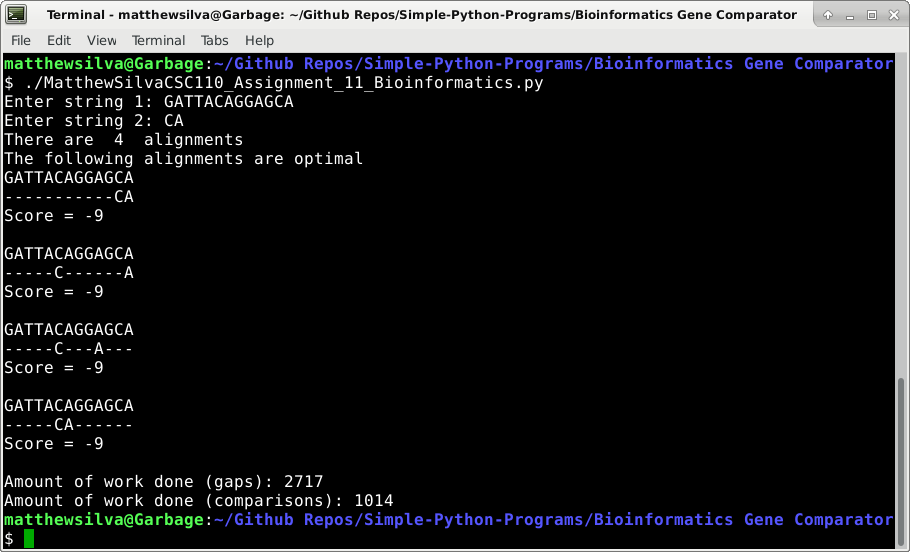 Terminal - matthewsilva@Garbage: ~/Github Repos/Simple-Python-Programs/Bioinformatics Gene Comparator
File Edit View Terminal Tabs Help
matthewsilva@Garbage:~/Github Repos/Simple-Python-Programs/Bioinformatics Gene Comparator
$ ./MatthewSilvaCSC110_Assignment_11_Bioinformatics.py
Enter string 1: GATTACAGGAGCA
Enter string 2: CA
There are  4  alignments
The following alignments are optimal
GATTACAGGAGCA
-----------CA
Score = -9

GATTACAGGAGCA
-----C------A
Score = -9

GATTACAGGAGCA
-----C---A---
Score = -9

GATTACAGGAGCA
-----CA------
Score = -9

Amount of work done (gaps): 2717
Amount of work done (comparisons): 1014
matthewsilva@Garbage:~/Github Repos/Simple-Python-Programs/Bioinformatics Gene Comparator
$